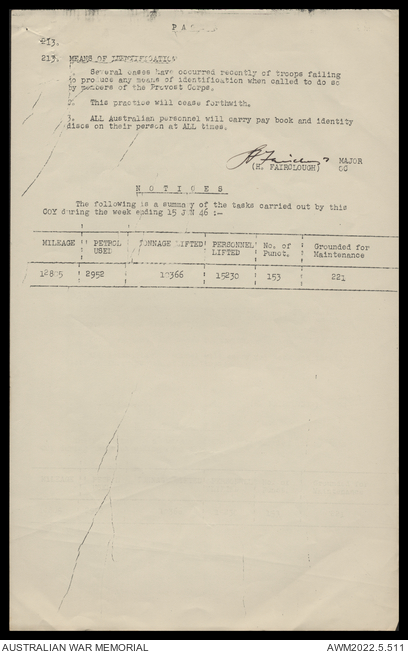 213.
213. MEANS OF IDENTIFICATION
1. Several cases have occurred recently of troops failing
to produce any means of identification when called to do so
by members of the Provost Corps.
2. This practice will cease forthwith.
3. ALL Australian personnel will carry pay book and identity
discs on their person at ALL times.
MAJOR
(H. FAIRCLOUGH) OC
N O T I C E S
The following is a summary of the tasks carried out by this
COY during the week ending 15 JUN 46 :-
MILEAGE PETROL TONNAGE LIFTED PERSONNEL No. of Grounded for
USED LIFTED Punct. Maintenance
2952 15230 153 221
AUSTRALIAN WAR MEMORIAL AWM2022.5.511